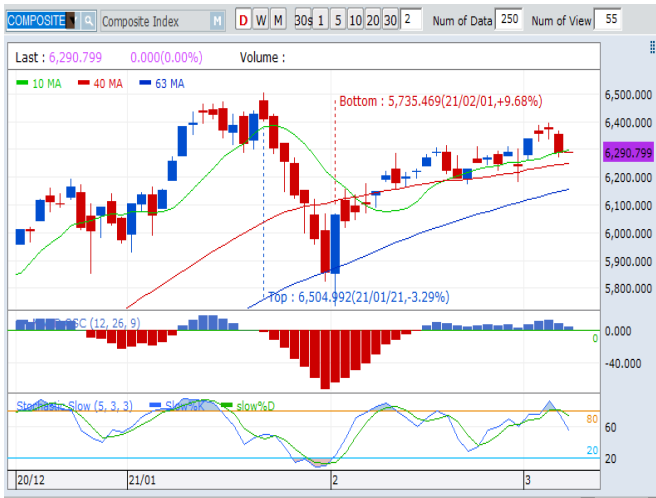 COMPOSITE Composite Index M D W M 30s 1 5 10 20 30 2 Num of Data 250 Num of View 55
Last : 6,290.799 0.000(0.00%) Volume :
10 MA 40 MA 63 MA
Bottom : 5,735.469(21/02/01,+9.68%)
6,500.000
6,400.000
6,290.799
6,200.000
6,100.000
6,000.000
5,900.000
5,800.000
Top : 6,504.992(21/01/21,-3.29%)
OSC (12, 26, 9)
0.000
0
-40.000
Stochastic Slow (5, 3, 3) Slow%K slow%D
80
60
20
20
20/12 21/01 2 3